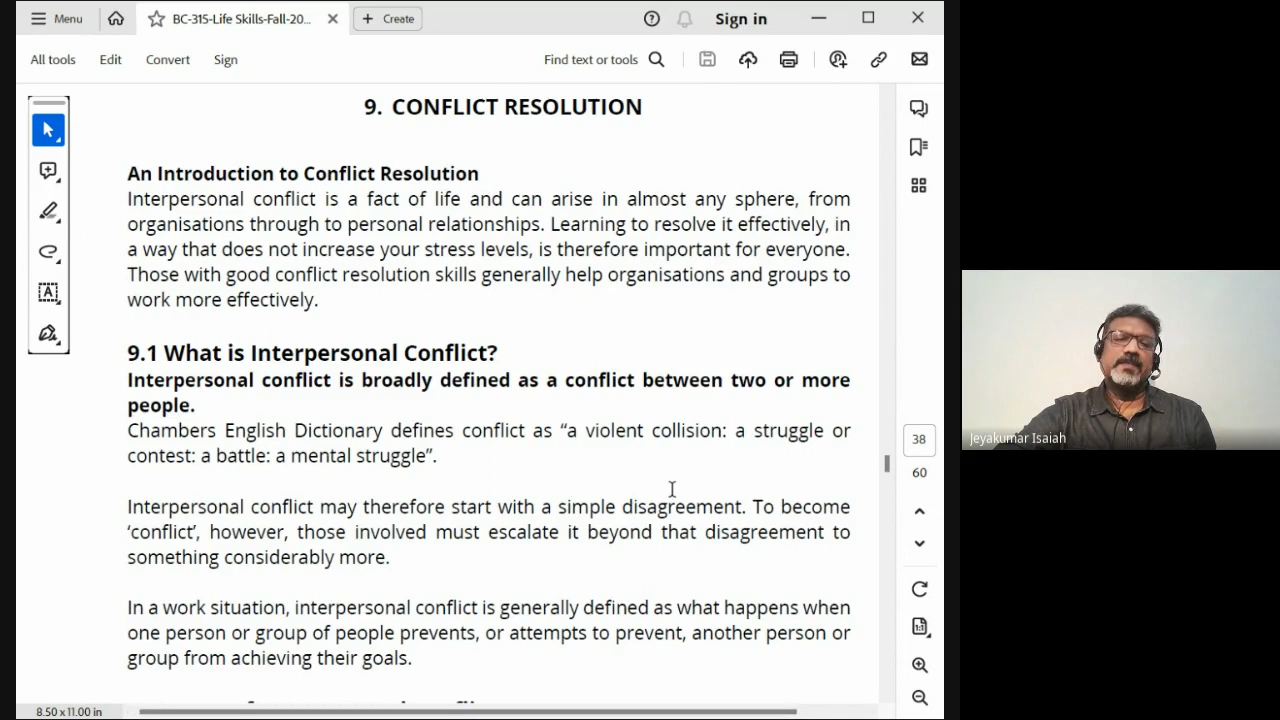 Menu
BC-315-Life Skills-Fall-20...
Create
Sign in
All tools
Edit
Convert
Sign
Find text or tools
9. CONFLICT RESOLUTION
An Introduction to Conflict Resolution
Interpersonal conflict is a fact of life and can arise in almost any sphere, from
organisations through to personal relationships. Learning to resolve it effectively, in
a way that does not increase your stress levels, is therefore important for everyone.
Those with good conflict resolution skills generally help organisations and groups to
work more effectively.
9.1 What is Interpersonal Conflict?
Interpersonal conflict is broadly defined as a conflict between two or more
people.
Chambers English Dictionary defines conflict as “a violent collision: a struggle or
contest: a battle: a mental struggle”.
Interpersonal conflict may therefore start with a simple disagreement. To become
‘conflict’, however, those involved must escalate it beyond that disagreement to
something considerably more.
In a work situation, interpersonal conflict is generally defined as what happens when
one person or group of people prevents, or attempts to prevent, another person or
group from achieving their goals.
38
60
8.50 x 11.00 in
Jeyakumar Isaiah